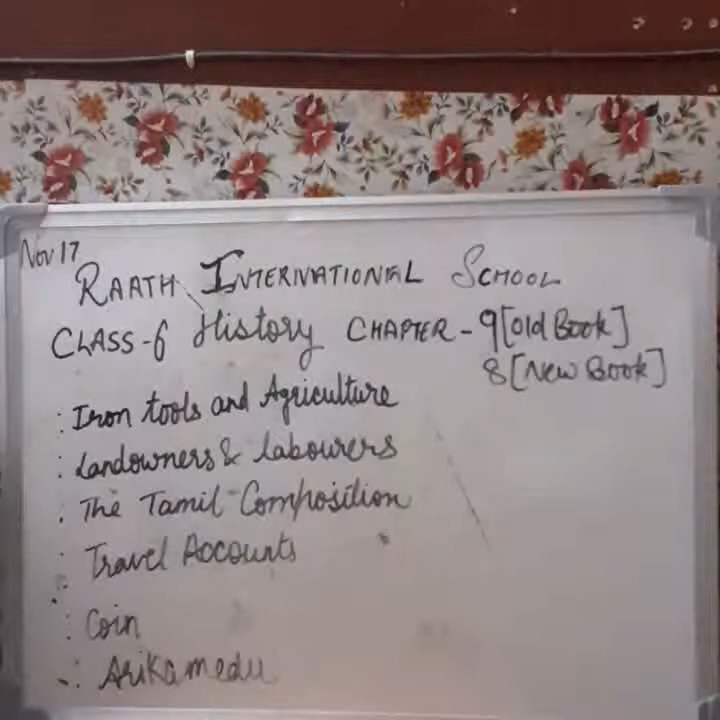 Nov 17
RAATH INTERNATIONAL SCHOOL
CLASS-6 History CHAPTER - 9 [Old Book]
8 [New Book]
: Iron tools and Agriculture
: Landowners & labourers
: The Tamil Composition
: Travel Accounts
: Coin
: Arikamedu